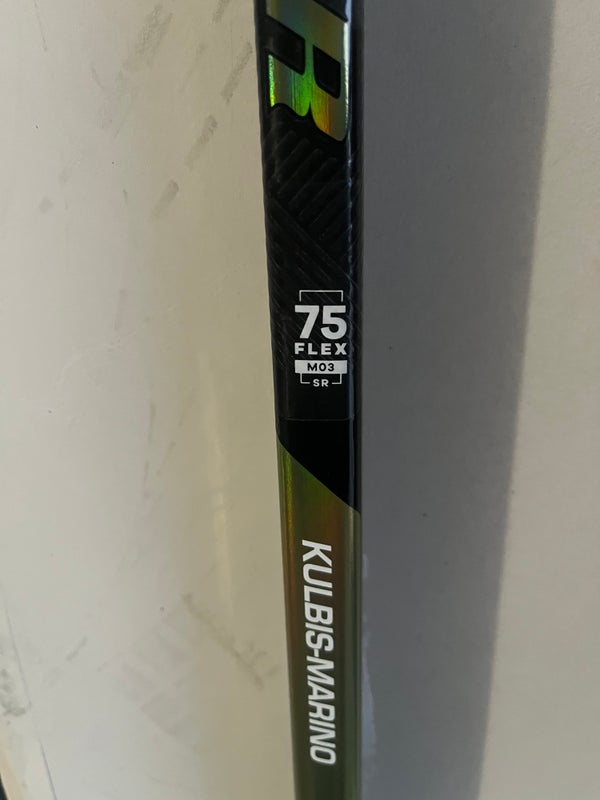 R
75
FLEX
M03
SR
KULBIS-MARINO